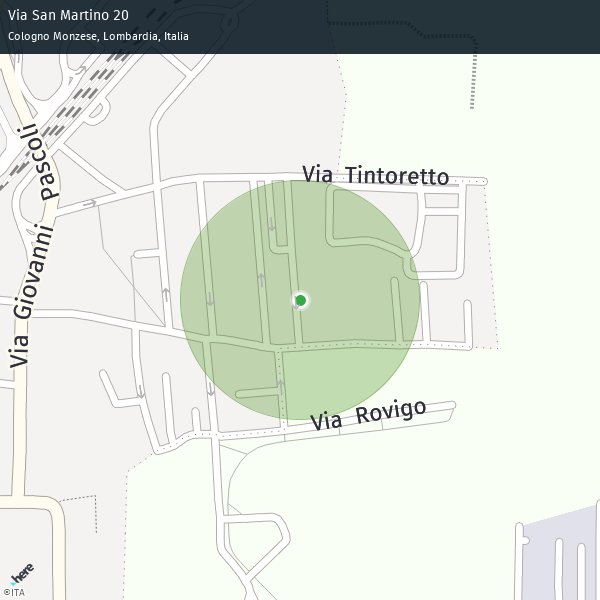 Via San Martino 20
Cologno Monzese, Lombardia, Italia
Via Giovanni Pascoli
Via Tintoretto
Via Rovigo
here
©ITA